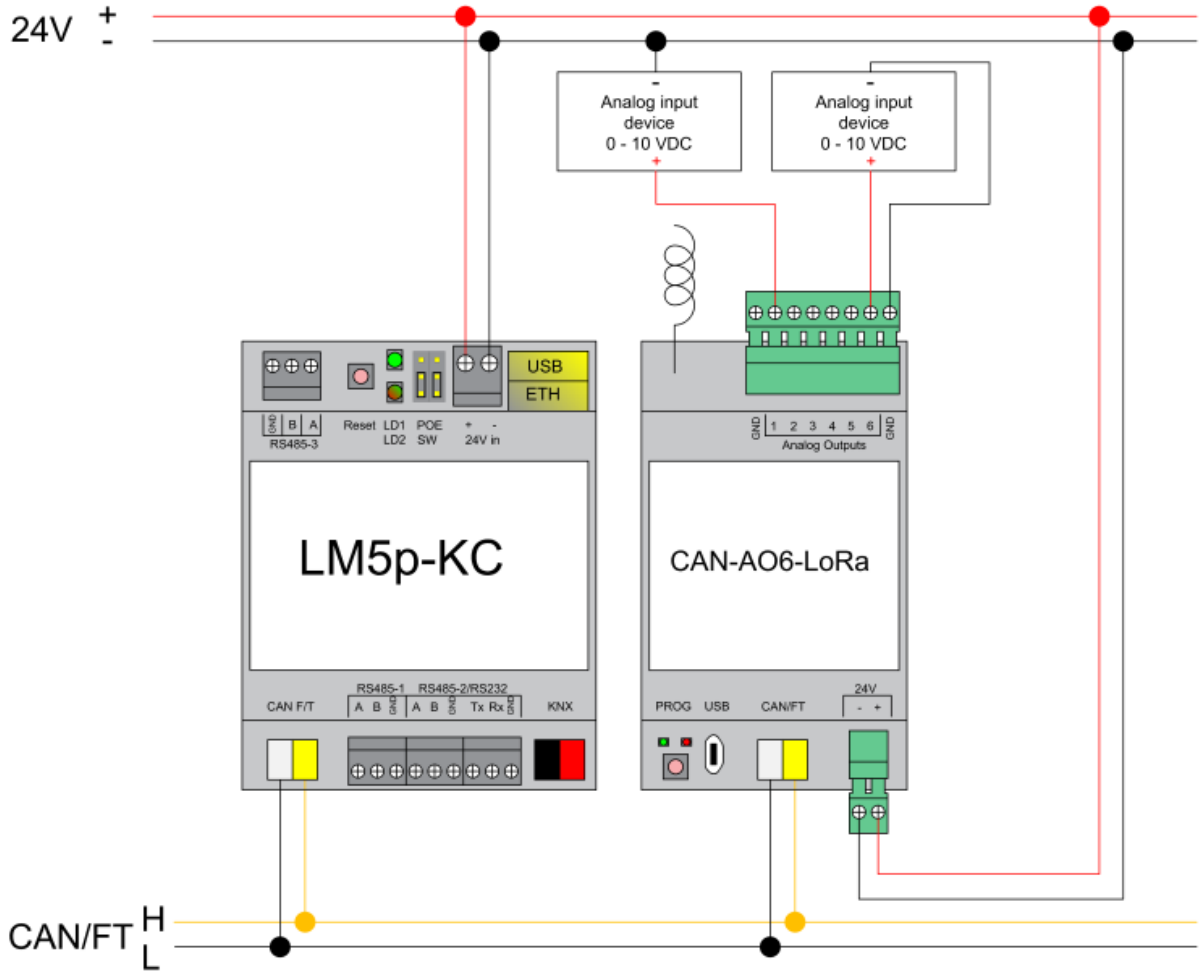 24V +
-
-
Analog input
device
0 - 10 VDC
+
-
Analog input
device
0 - 10 VDC
+
USB
ETH
GND B A
RS485-3
Reset LD1 POE + -
LD2 SW 24V in
GND 1 2 3 4 5 6 GND
Analog Outputs
LM5p-KC
CAN-AO6-LoRa
CAN F/T
RS485-1 RS485-2/RS232
A B GND A B GND Tx Rx GND
KNX
PROG USB CAN/FT
24V
- +
CAN/FT H
L